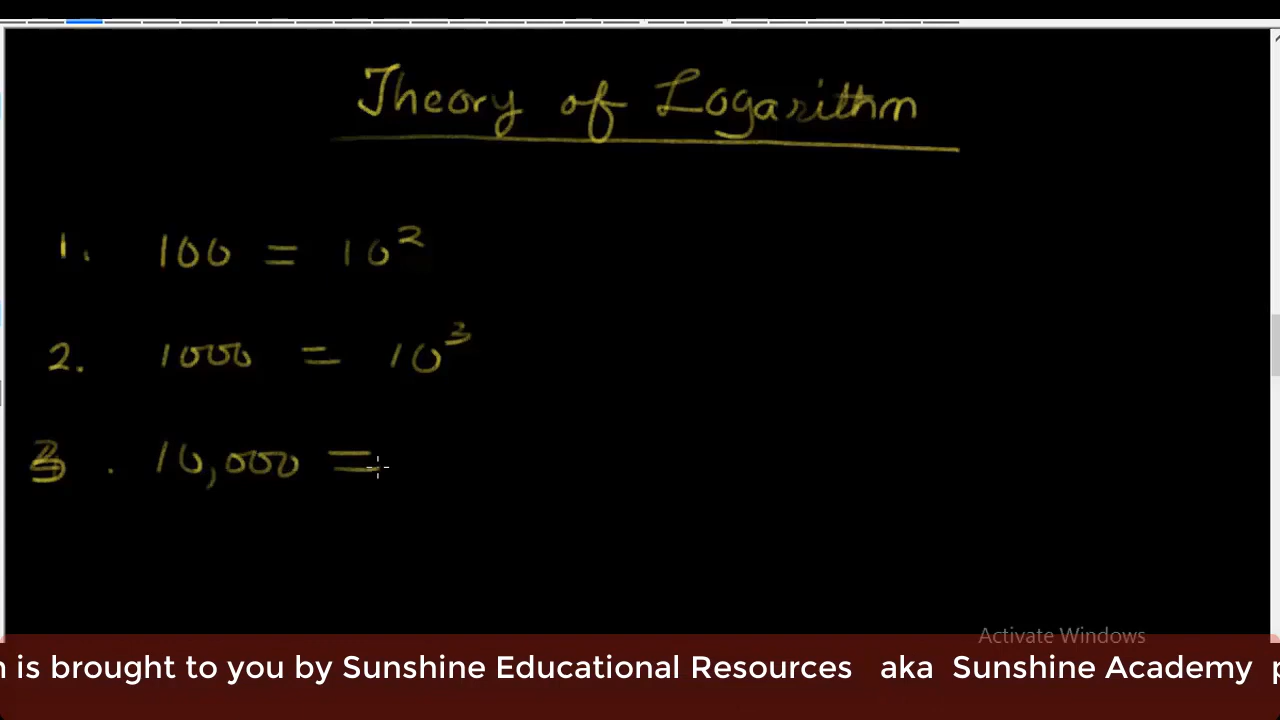 Theory of Logarithm
1. 100 = 10²
2. 1000 = 10³
3. 10,000 =
Activate Windows
is brought to you by Sunshine Educational Resources aka Sunshine Academy